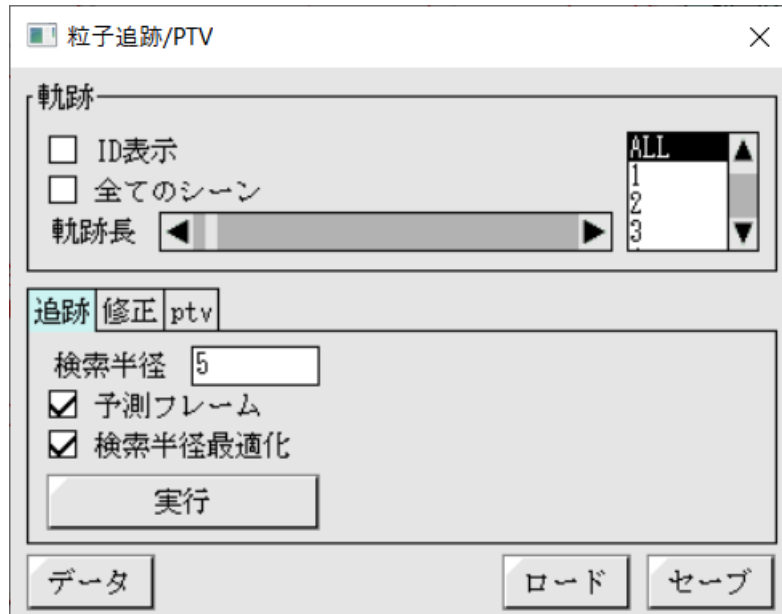 粒子追跡/PTV
軌跡
ID表示
全てのシーン
軌跡長
ALL
1
2
3
追跡 修正 ptv
検索半径 5
予測フレーム
検索半径最適化
実行
データ ロード セーブ